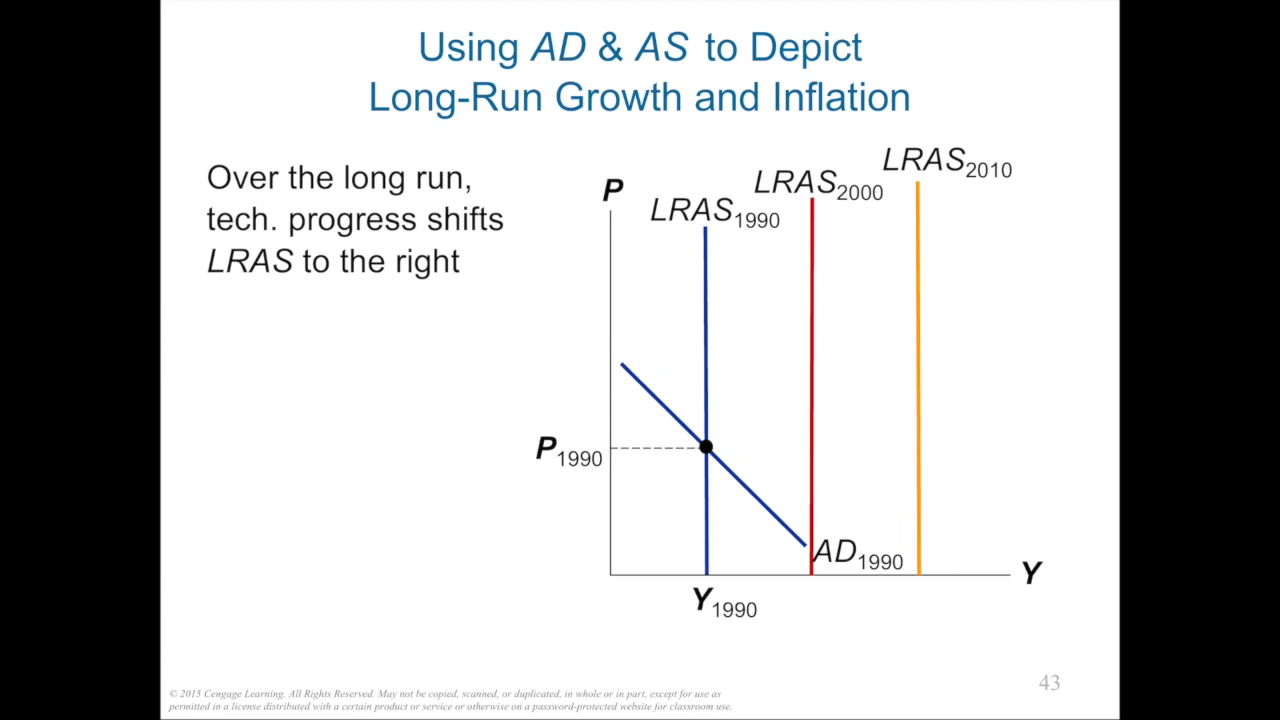 Using AD & AS to Depict
Long-Run Growth and Inflation
Over the long run,
tech. progress shifts
LRAS to the right
P
LRAS1990
LRAS2000
LRAS2010
P1990
AD1990
Y
Y1990
43
© 2015 Cengage Learning. All Rights Reserved. May not be copied, scanned, or duplicated, in whole or in part, except for use as
permitted in a license distributed with a certain product or service or otherwise on a password-protected website for classroom use.